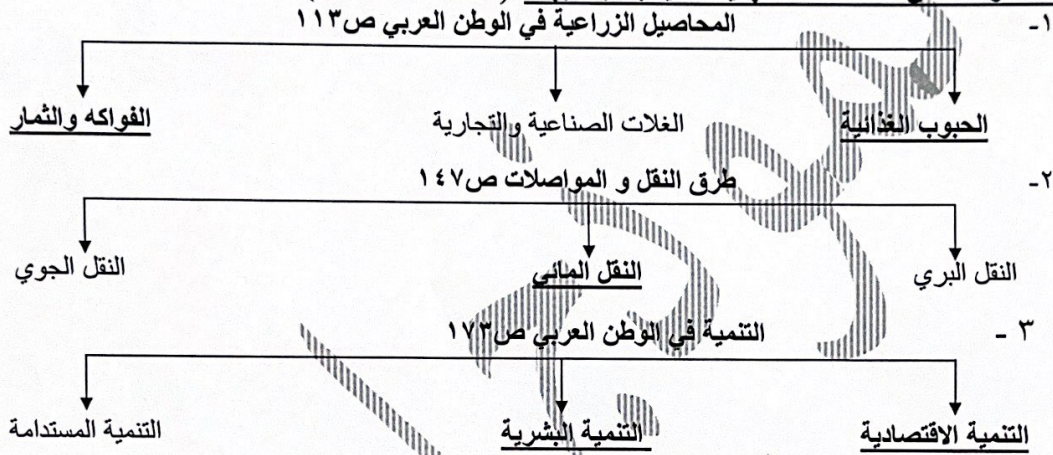 ١- المحاصيل الزراعية في الوطن العربي ص١١٣
الحبوب الغذائية الغلات الصناعية والتجارية الفواكه والثمار
٢- طرق النقل و المواصلات ص١٤٧
النقل البري النقل المائي النقل الجوي
٣ - التنمية في الوطن العربي ص١٧٣
التنمية الاقتصادية التنمية البشرية التنمية المستدامة